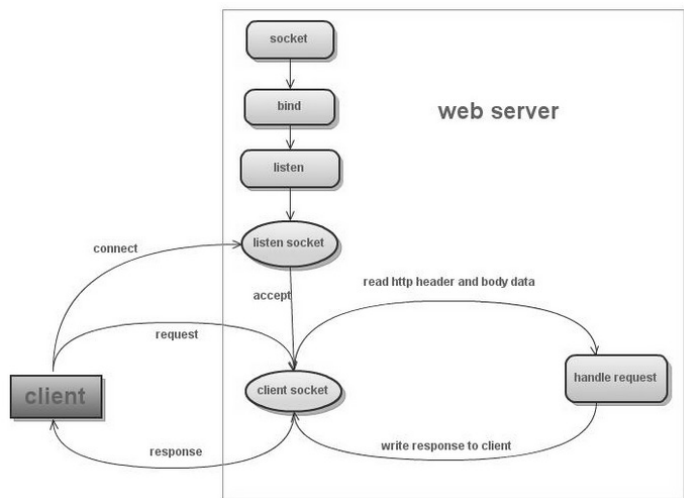 socket
bind
web server
listen
listen socket
connect
accept
read http header and body data
request
client
client socket
handle request
response
write response to client